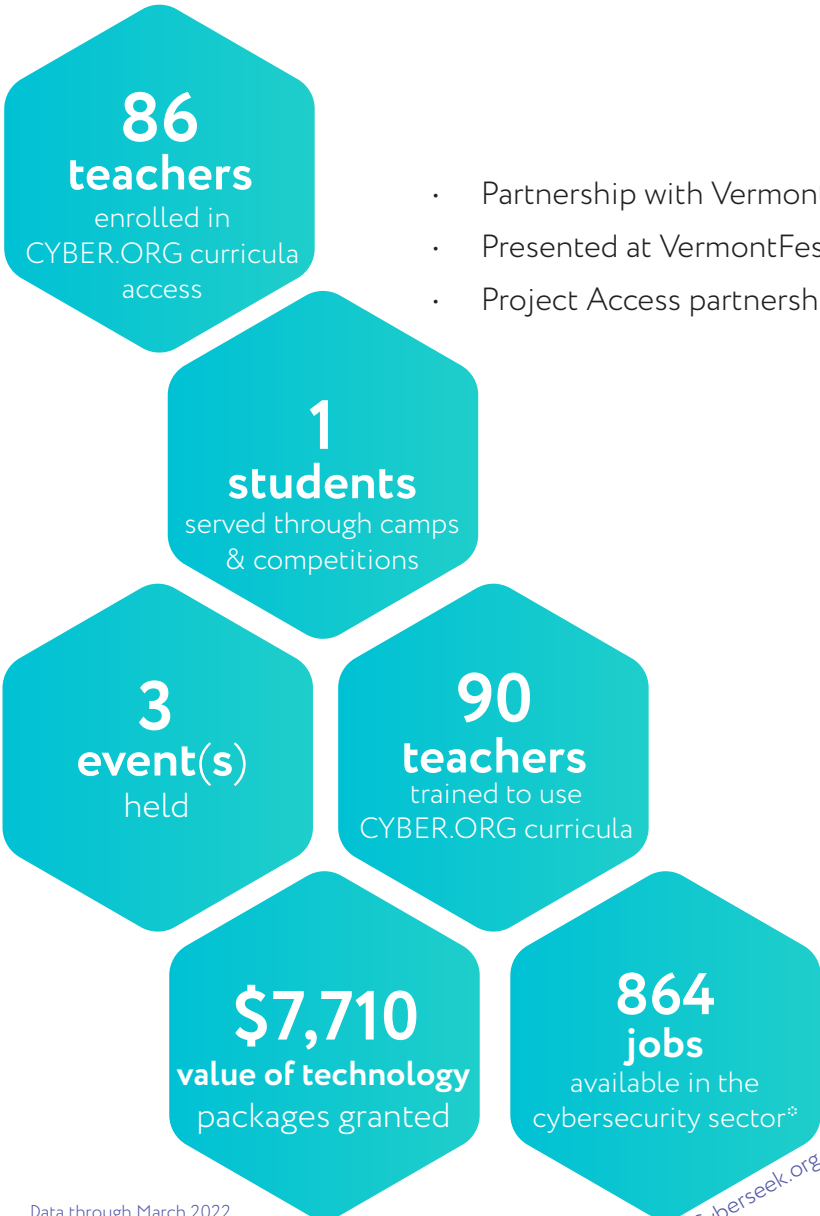 86
teachers
enrolled in
CYBER.ORG curricula
access
• Partnership with Vermont
• Presented at VermontFes
• Project Access partnersh
1
students
served through camps
& competitions
3
event(s)
held
90
teachers
trained to use
CYBER.ORG curricula
$7,710
value of technology
packages granted
864
jobs
available in the
cybersecurity sector*
yberseek.org
Data through March 2022